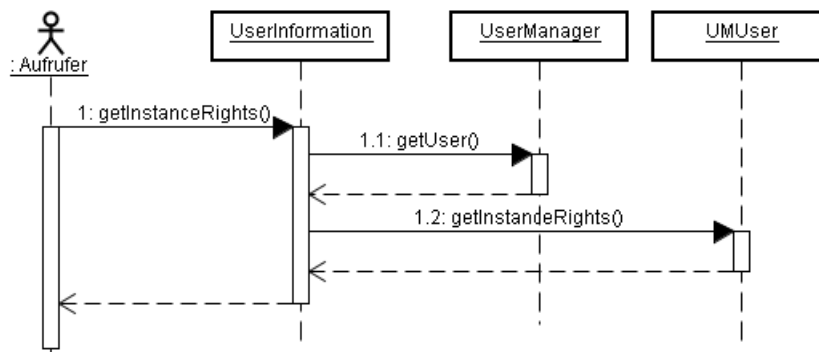 UserInformation
UserManager
UMUser
: Aufrufer
1: getInstanceRights()
1.1: getUser()
1.2: getInstandeRights()